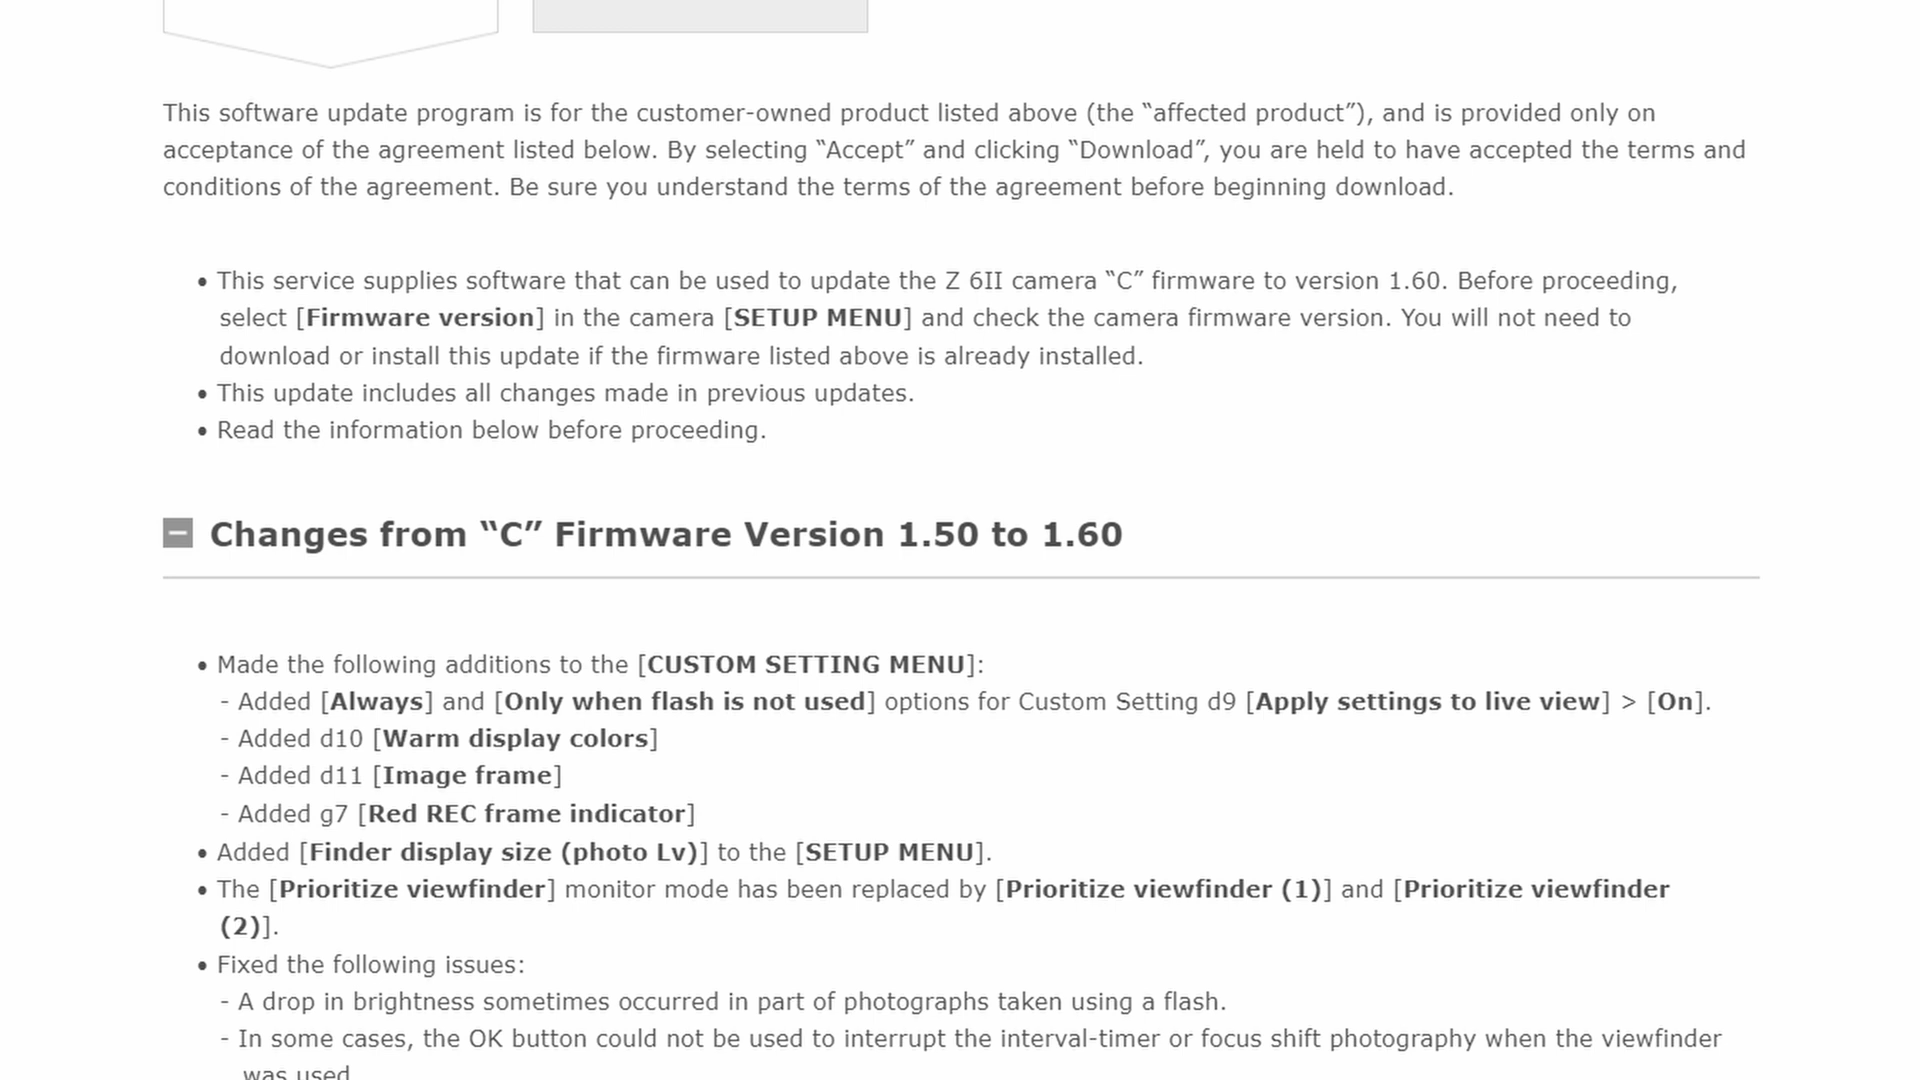 This software update program is for the customer-owned product listed above (the “affected product”), and is provided only on
acceptance of the agreement listed below. By selecting “Accept” and clicking “Download”, you are held to have accepted the terms and
conditions of the agreement. Be sure you understand the terms of the agreement before beginning download.
• This service supplies software that can be used to update the Z 6II camera “C” firmware to version 1.60. Before proceeding,
select [Firmware version] in the camera [SETUP MENU] and check the camera firmware version. You will not need to
download or install this update if the firmware listed above is already installed.
• This update includes all changes made in previous updates.
• Read the information below before proceeding.
Changes from “C” Firmware Version 1.50 to 1.60
• Made the following additions to the [CUSTOM SETTING MENU]:
- Added [Always] and [Only when flash is not used] options for Custom Setting d9 [Apply settings to live view] > [On].
- Added d10 [Warm display colors]
- Added d11 [Image frame]
- Added g7 [Red REC frame indicator]
• Added [Finder display size (photo Lv)] to the [SETUP MENU].
• The [Prioritize viewfinder] monitor mode has been replaced by [Prioritize viewfinder (1)] and [Prioritize viewfinder
(2)].
• Fixed the following issues:
- A drop in brightness sometimes occurred in part of photographs taken using a flash.
- In some cases, the OK button could not be used to interrupt the interval-timer or focus shift photography when the viewfinder
was used.